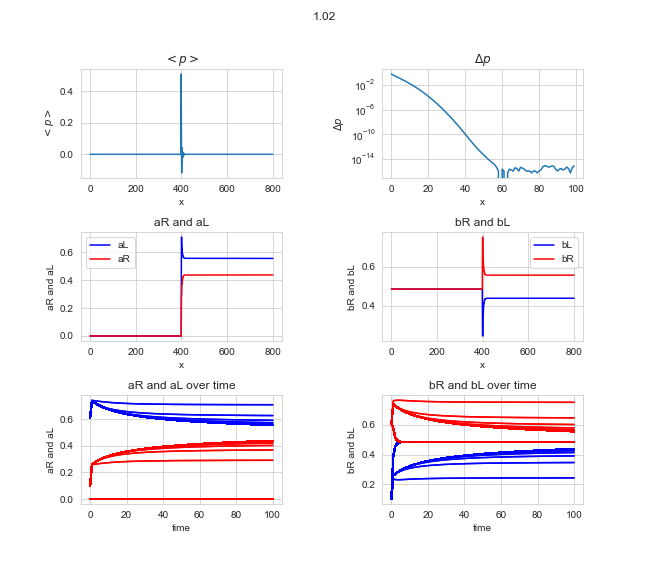 1.02
< p >
Δp
< p >
0.4
0.2
0.0
0 200 400 600 800
x
Δp
10⁻²
10⁻⁶
10⁻¹⁰
10⁻¹⁴
0 20 40 60 80 100
x
aR and aL
aR and aL
0.6
0.4
0.2
0.0
aL
aR
0 200 400 600 800
x
bR and bL
bR and bL
0.6
0.4
bL
bR
0 200 400 600 800
x
aR and aL over time
aR and aL
0.6
0.4
0.2
0.0
0 20 40 60 80 100
time
bR and bL over time
bR and bL
0.6
0.4
0.2
0 20 40 60 80 100
time